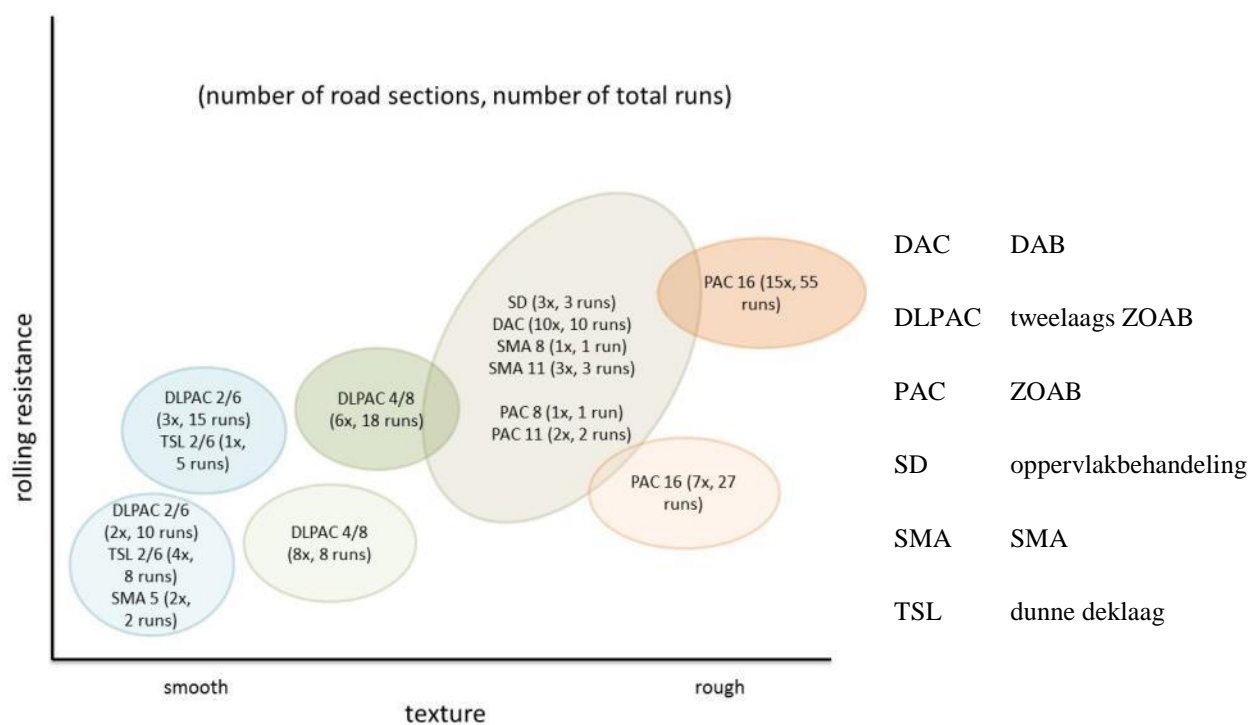 (number of road sections, number of total runs)
rolling resistance
DLPAC 2/6
(3x, 15 runs)
TSL 2/6 (1x,
5 runs)
DLPAC 2/6
(2x, 10 runs)
TSL 2/6 (4x,
8 runs)
SMA 5 (2x,
2 runs)
DLPAC 4/8
(6x, 18 runs)
DLPAC 4/8
(8x, 8 runs)
SD (3x, 3 runs)
DAC (10x, 10 runs)
SMA 8 (1x, 1 run)
SMA 11 (3x, 3 runs)
PAC 8 (1x, 1 run)
PAC 11 (2x, 2 runs)
PAC 16 (15x, 55
runs)
PAC 16 (7x, 27
runs)
smooth
rough
texture
DAC DAB
DLPAC tweelaags ZOAB
PAC ZOAB
SD oppervlakbehandeling
SMA SMA
TSL dunne deklaag